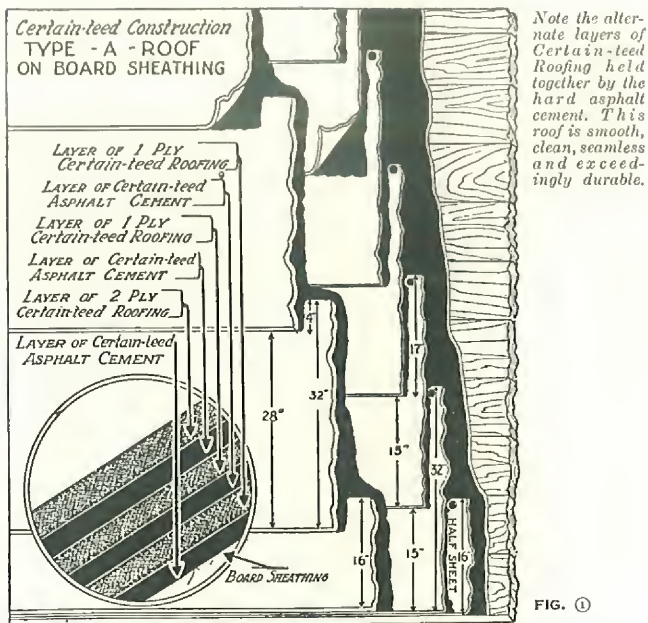 Certain-teed Construction
TYPE - A - ROOF
ON BOARD SHEATHING
Note the alter-
nate layers of
Certain-teed
Roofing held
together by the
hard asphalt
cement. This
roof is smooth,
clean, seamless
and exceed-
ingly durable.
LAYER OF 1 PLY
Certain-teed ROOFING
LAYER OF Certain-teed
ASPHALT CEMENT
LAYER OF 1 PLY
Certain-teed ROOFING
LAYER OF Certain-teed
ASPHALT CEMENT
LAYER OF 2 PLY
Certain-teed ROOFING
LAYER OF Certain-teed
ASPHALT CEMENT
BOARD SHEATHING
4"
28"
32"
16"
17"
15"
15"
32"
HALF SHEET
16"
FIG. ①